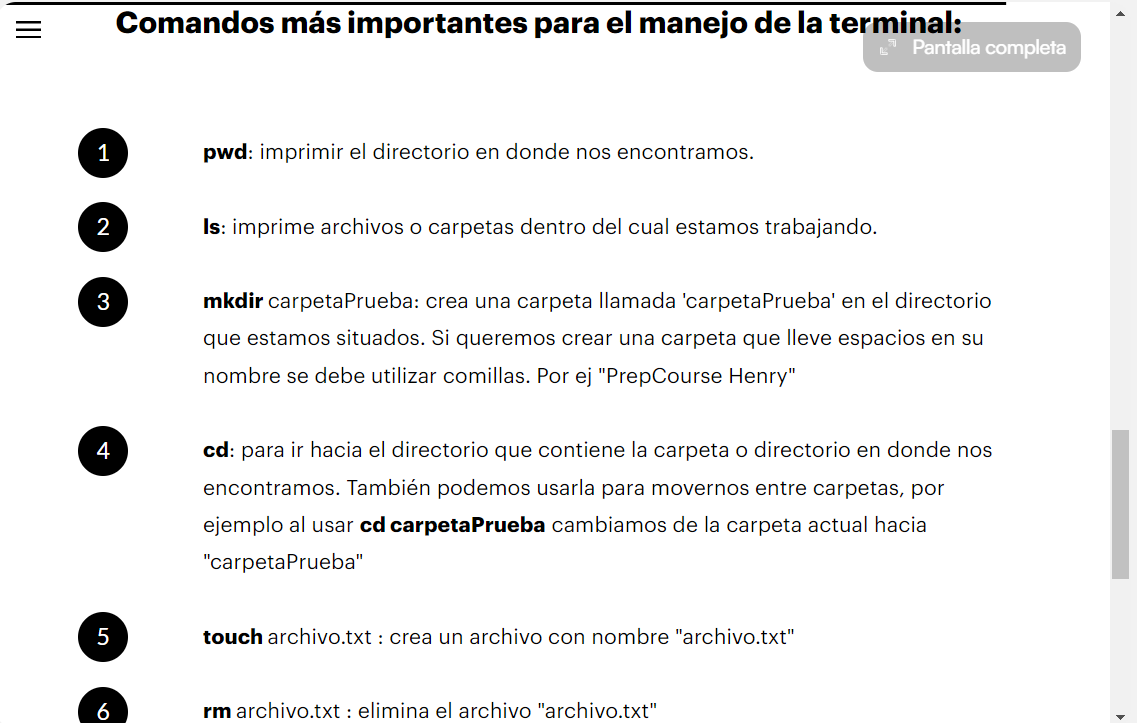 Comandos más importantes para el manejo de la terminal:
Pantalla completa
1
pwd: imprimir el directorio en donde nos encontramos.
2
ls: imprime archivos o carpetas dentro del cual estamos trabajando.
3
mkdir carpetaPrueba: crea una carpeta llamada 'carpetaPrueba' en el directorio
que estamos situados. Si queremos crear una carpeta que lleve espacios en su
nombre se debe utilizar comillas. Por ej "PrepCourse Henry"
4
cd: para ir hacia el directorio que contiene la carpeta o directorio en donde nos
encontramos. También podemos usarla para movernos entre carpetas, por
ejemplo al usar cd carpetaPrueba cambiamos de la carpeta actual hacia
"carpetaPrueba"
5
touch archivo.txt : crea un archivo con nombre "archivo.txt"
6
rm archivo.txt : elimina el archivo "archivo.txt"